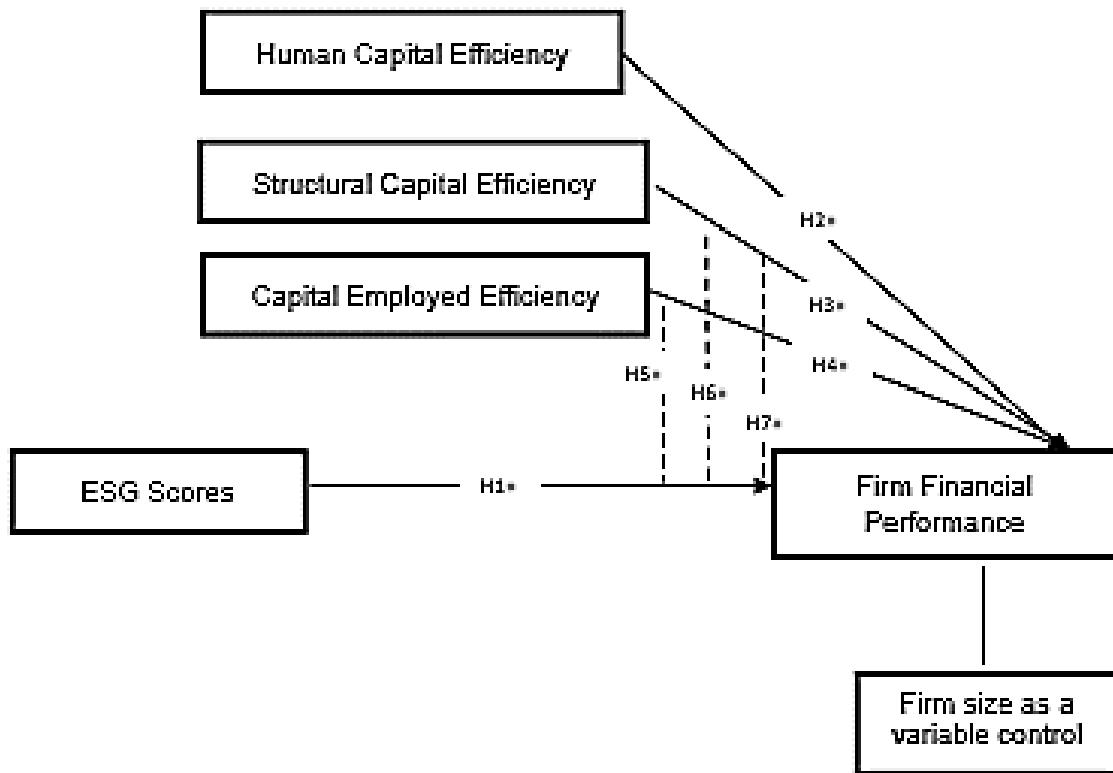 Human Capital Efficiency
Structural Capital Efficiency
H2+
Capital Employed Efficiency
H3+
H4+
H5+
H6+
H7+
ESG Scores
H1+
Firm Financial
Performance
Firm size as a
variable control